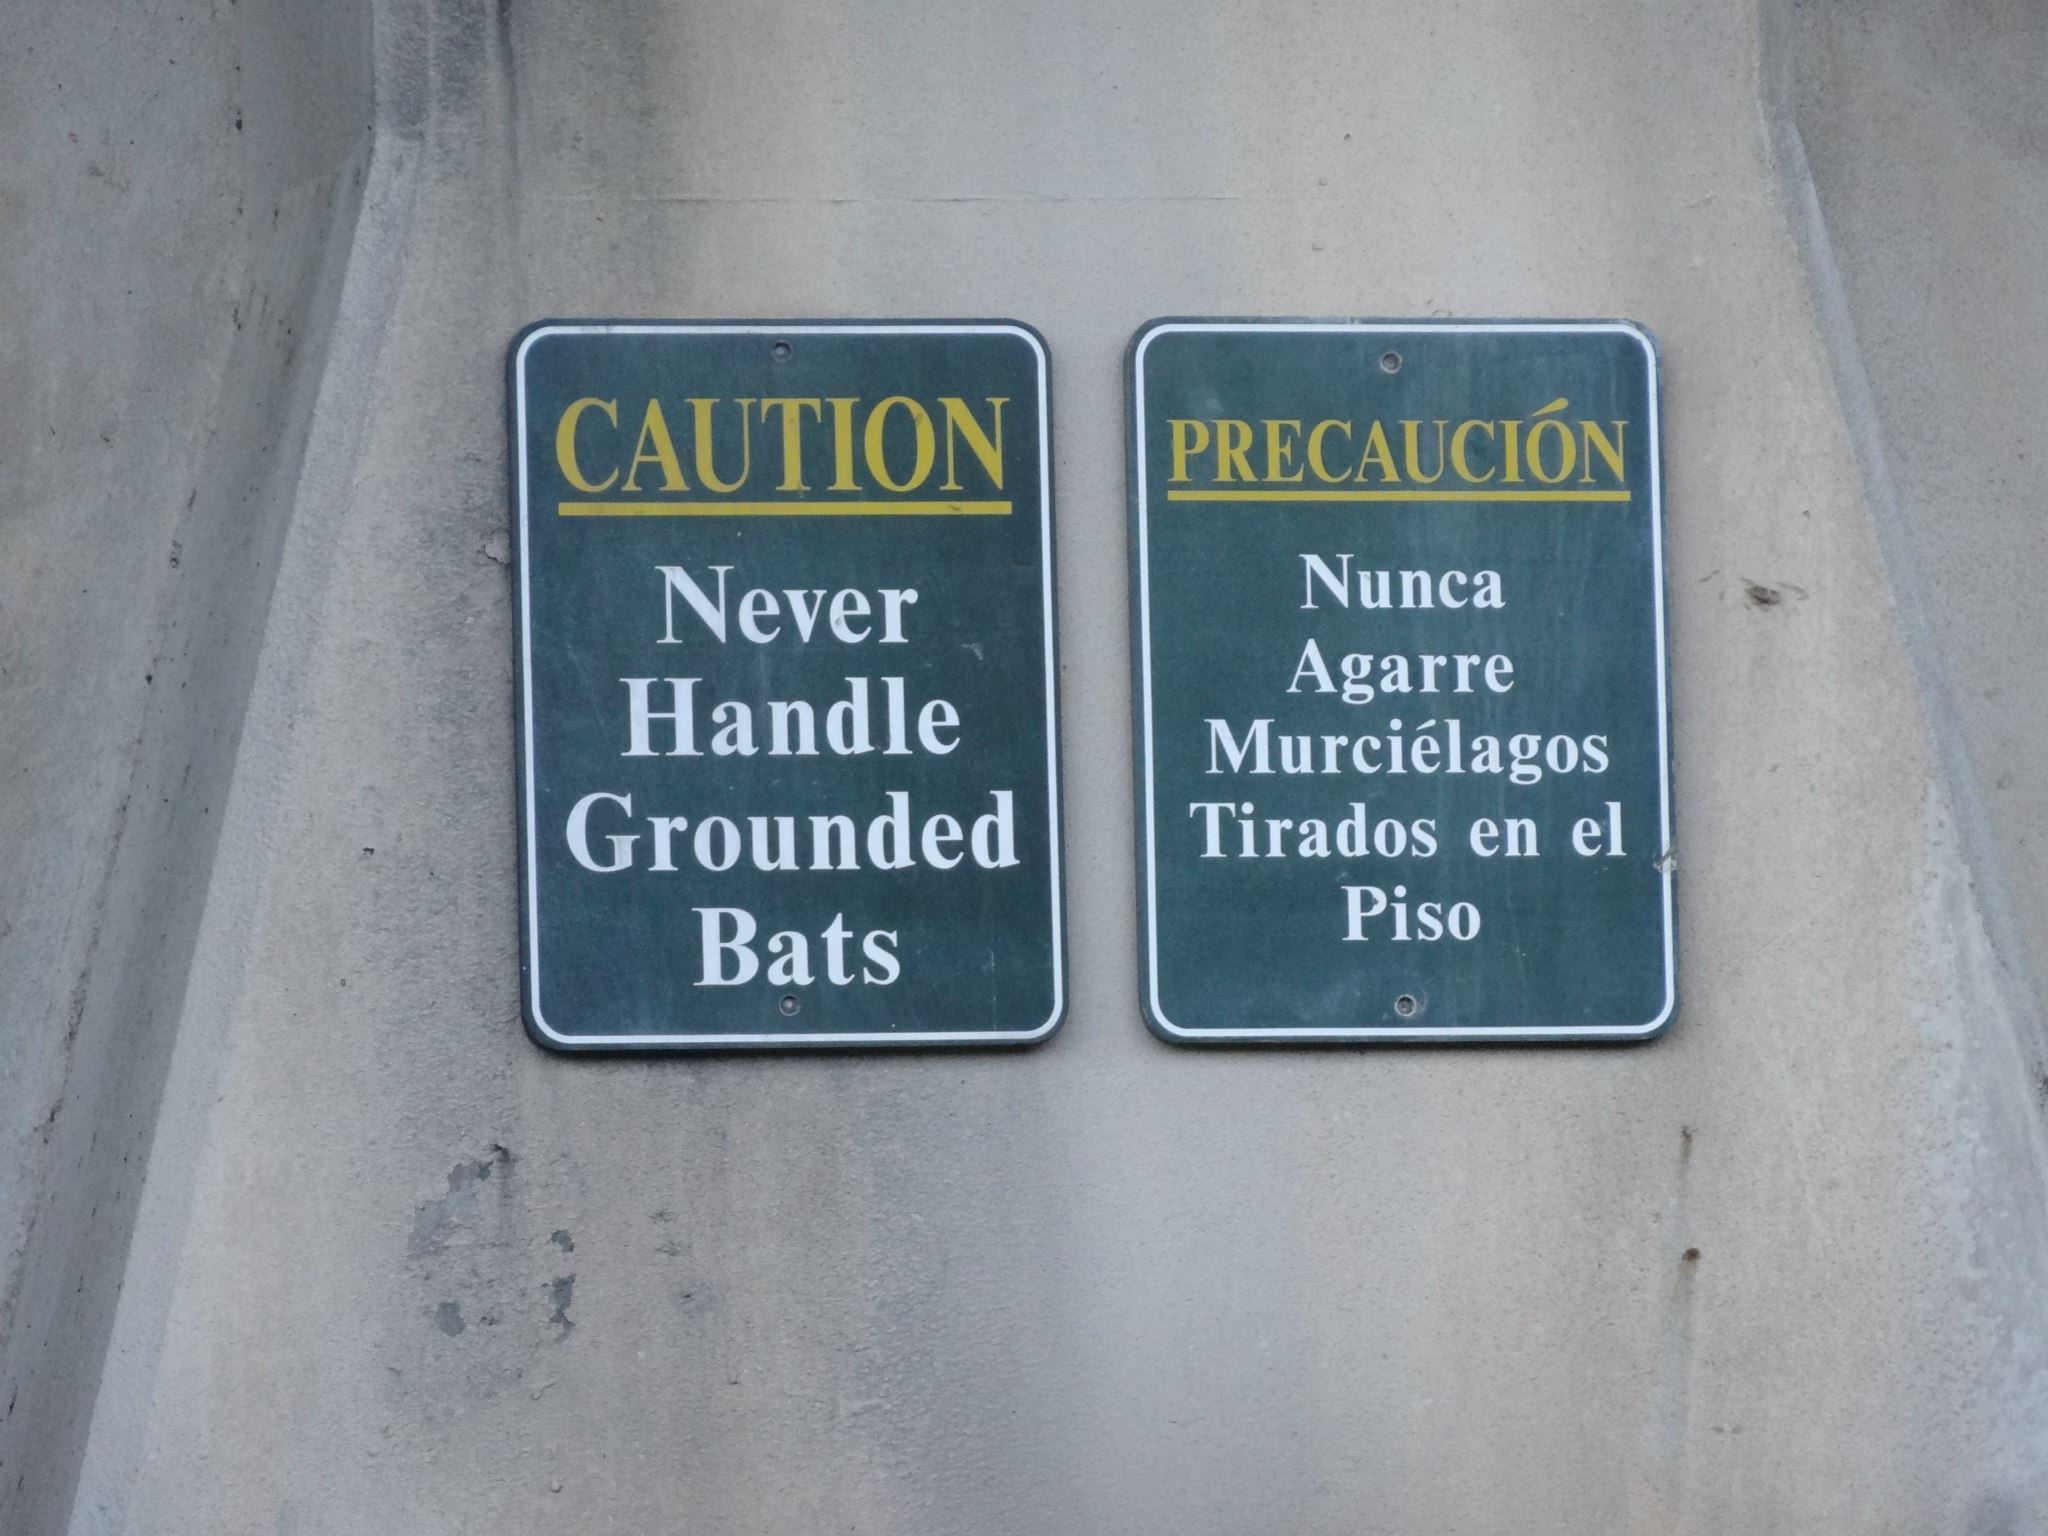 CAUTION
Never
Handle
Grounded
Bats
PRECAUCIÓN
Nunca
Agarre
Murciélagos
Tirados en el
Piso